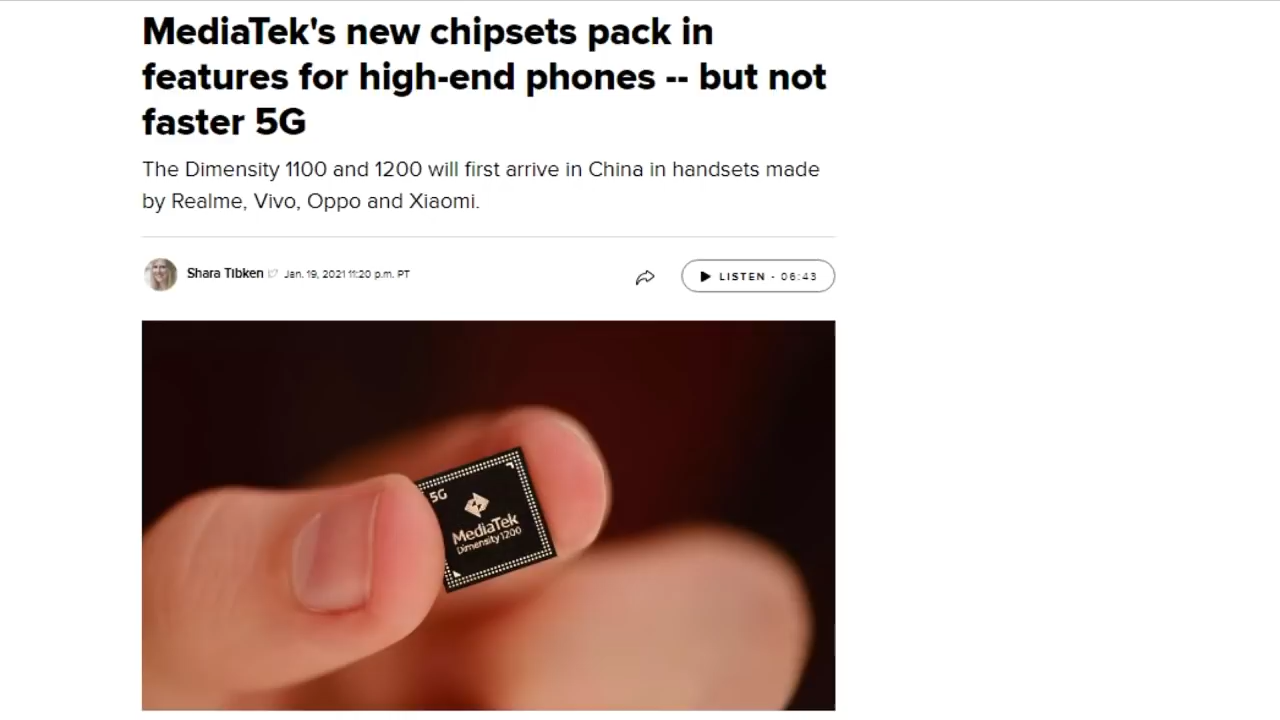 MediaTek's new chipsets pack in
features for high-end phones -- but not
faster 5G
The Dimensity 1100 and 1200 will first arrive in China in handsets made
by Realme, Vivo, Oppo and Xiaomi.
Shara Tibken Jan. 19, 2021 11:20 p.m. PT
LISTEN - 06:43
5G
MediaTek
Dimensity 1200